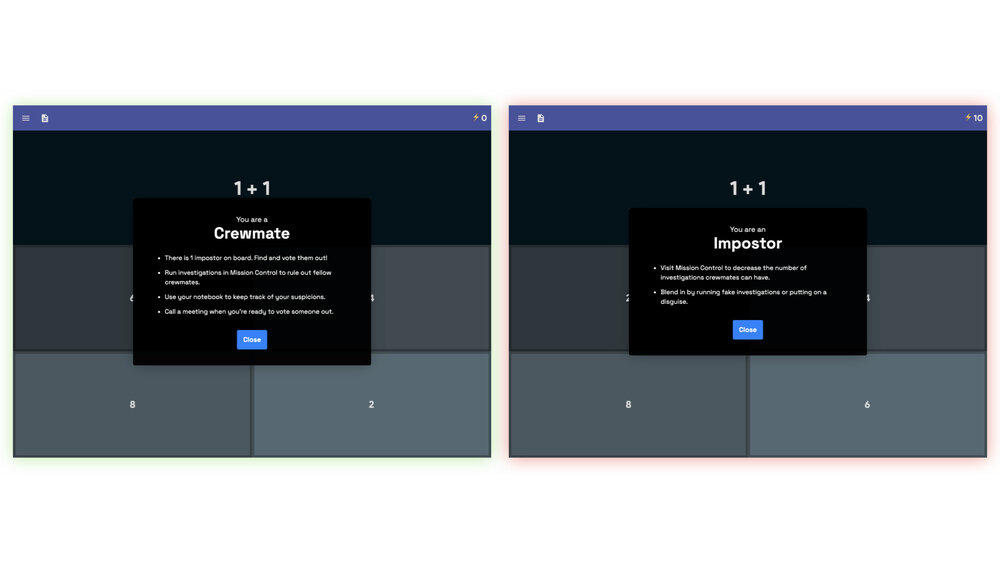 ⚡0
1 + 1
You are a
Crewmate
• There is 1 impostor on board. Find and vote them out!
• Run investigations in Mission Control to rule out fellow
crewmates.
• Use your notebook to keep track of your suspicions.
• Call a meeting when you're ready to vote someone out.
Close
8
2
⚡10
1 + 1
You are an
Impostor
• Visit Mission Control to decrease the number of
investigations crewmates can have.
• Blend in by running fake investigations or putting on a
disguise.
Close
8
6